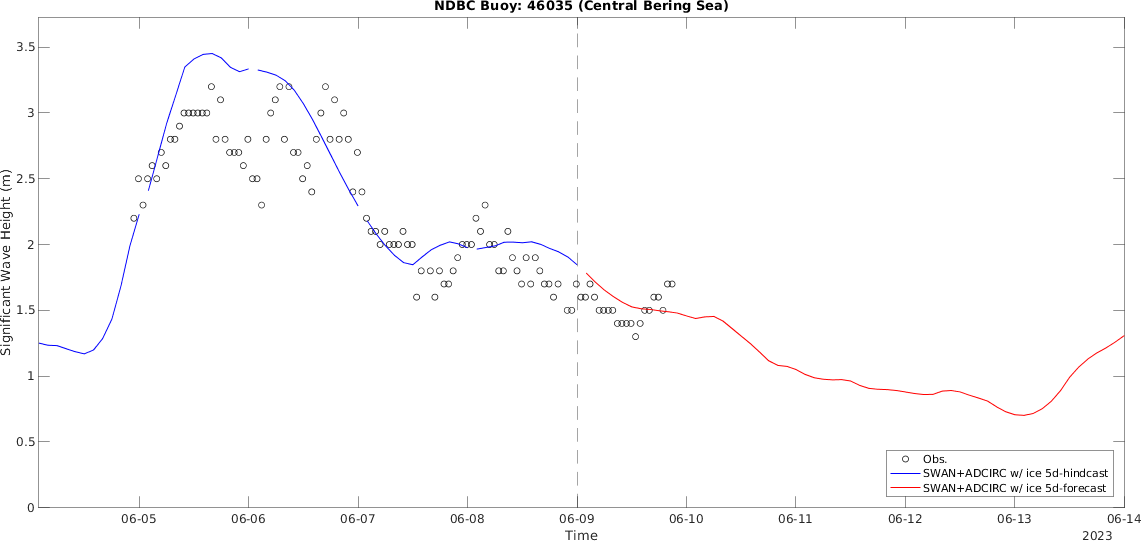 NDBC Buoy: 46035 (Central Bering Sea)
3.5
3
2.5
2
1.5
1
0.5
0
Significant Wave Height (m)
Obs.
SWAN+ADCIRC w/ ice 5d-hindcast
SWAN+ADCIRC w/ ice 5d-forecast
06-05 06-06 06-07 06-08 06-09 06-10 06-11 06-12 06-13 06-14
Time
2023